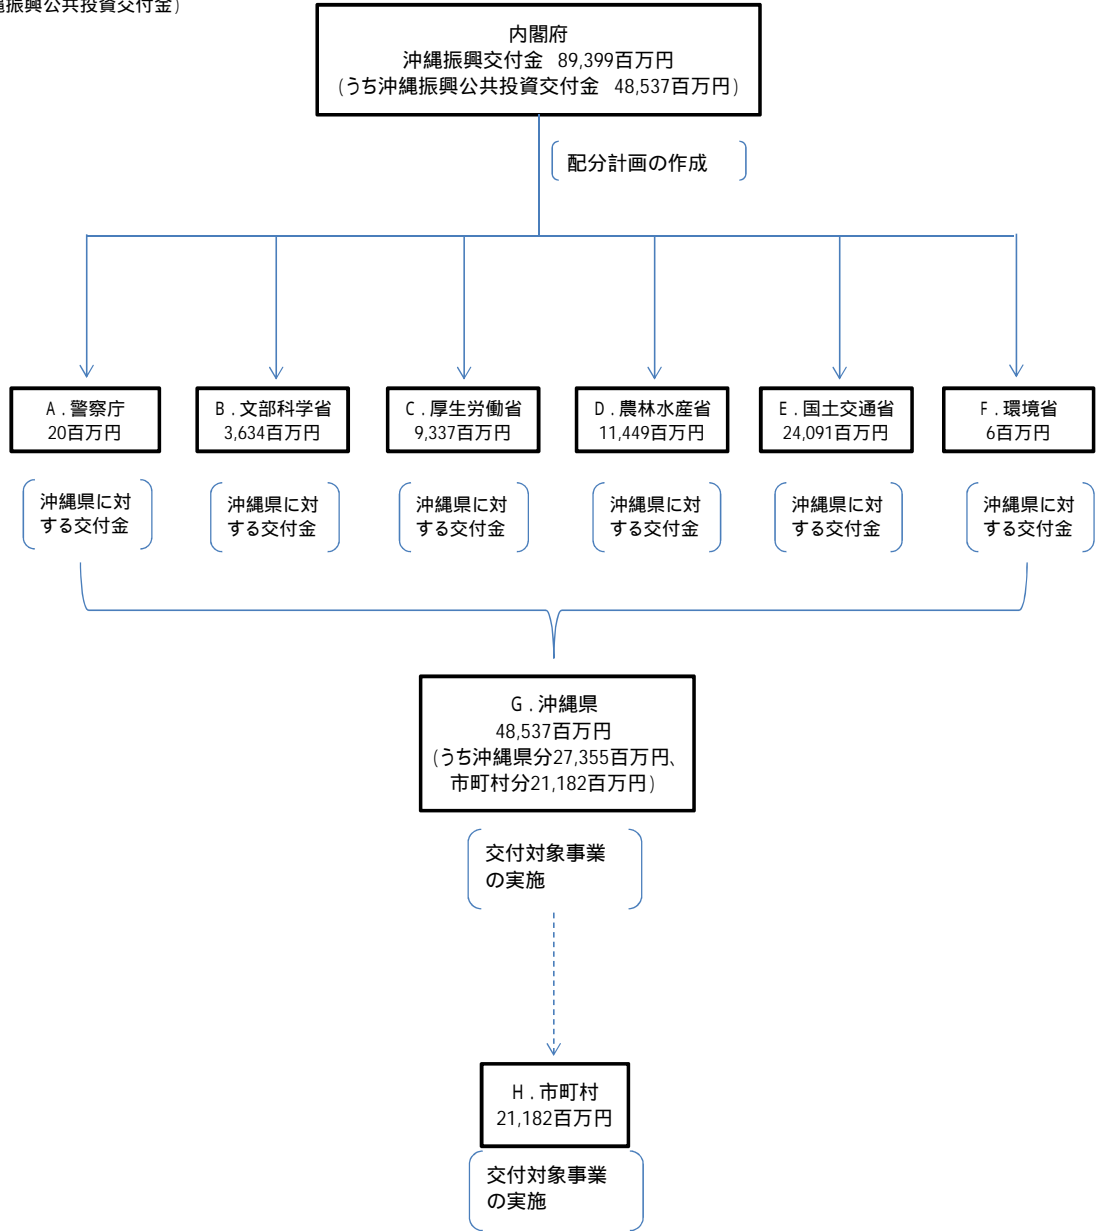 縄振興公共投資交付金)
内閣府
沖縄振興交付金 89,399百万円
(うち沖縄振興公共投資交付金 48,537百万円)
配分計画の作成
A．警察庁
20百万円
B．文部科学省
3,634百万円
C．厚生労働省
9,337百万円
D．農林水産省
11,449百万円
E．国土交通省
24,091百万円
F．環境省
6百万円
沖縄県に対
する交付金
沖縄県に対
する交付金
沖縄県に対
する交付金
沖縄県に対
する交付金
沖縄県に対
する交付金
沖縄県に対
する交付金
G．沖縄県
48,537百万円
(うち沖縄県分27,355百万円、
市町村分21,182百万円)
交付対象事業
の実施
H．市町村
21,182百万円
交付対象事業
の実施